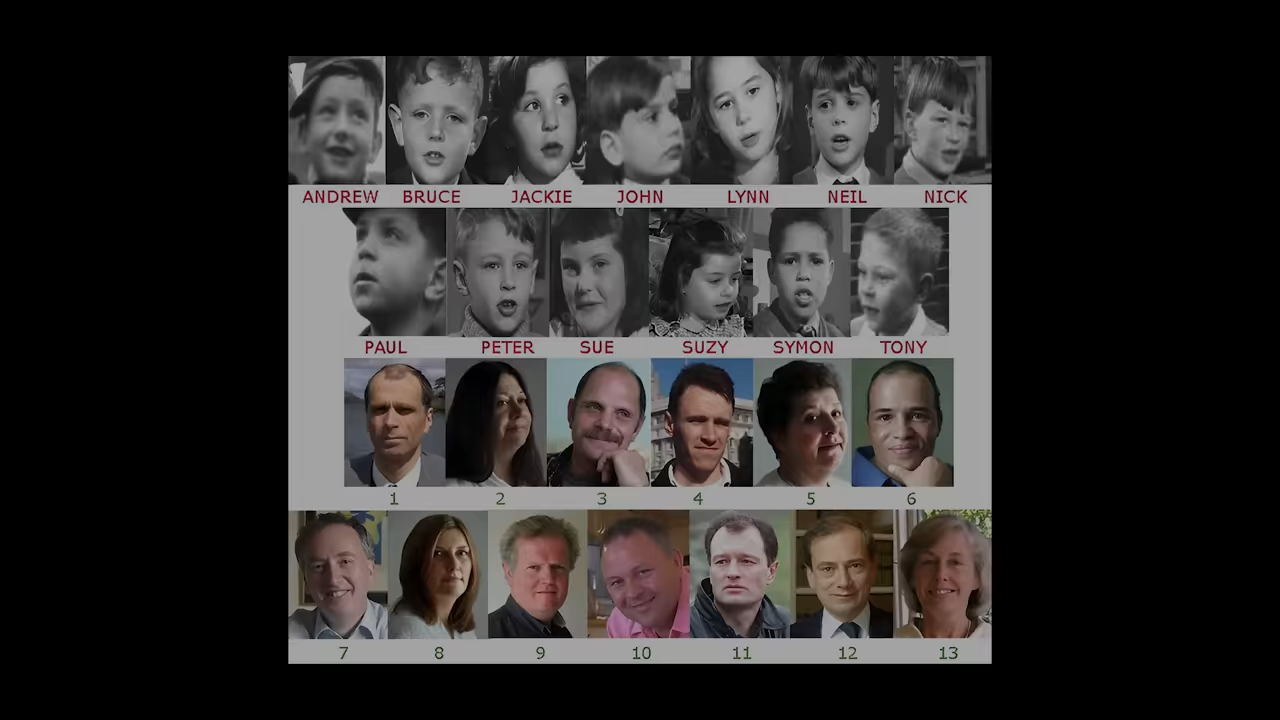 ANDREW BRUCE JACKIE JOHN LYNN NEIL NICK
PAUL PETER SUE SUZY SYMON TONY
1 2 3 4 5 6
7 8 9 10 11 12 13